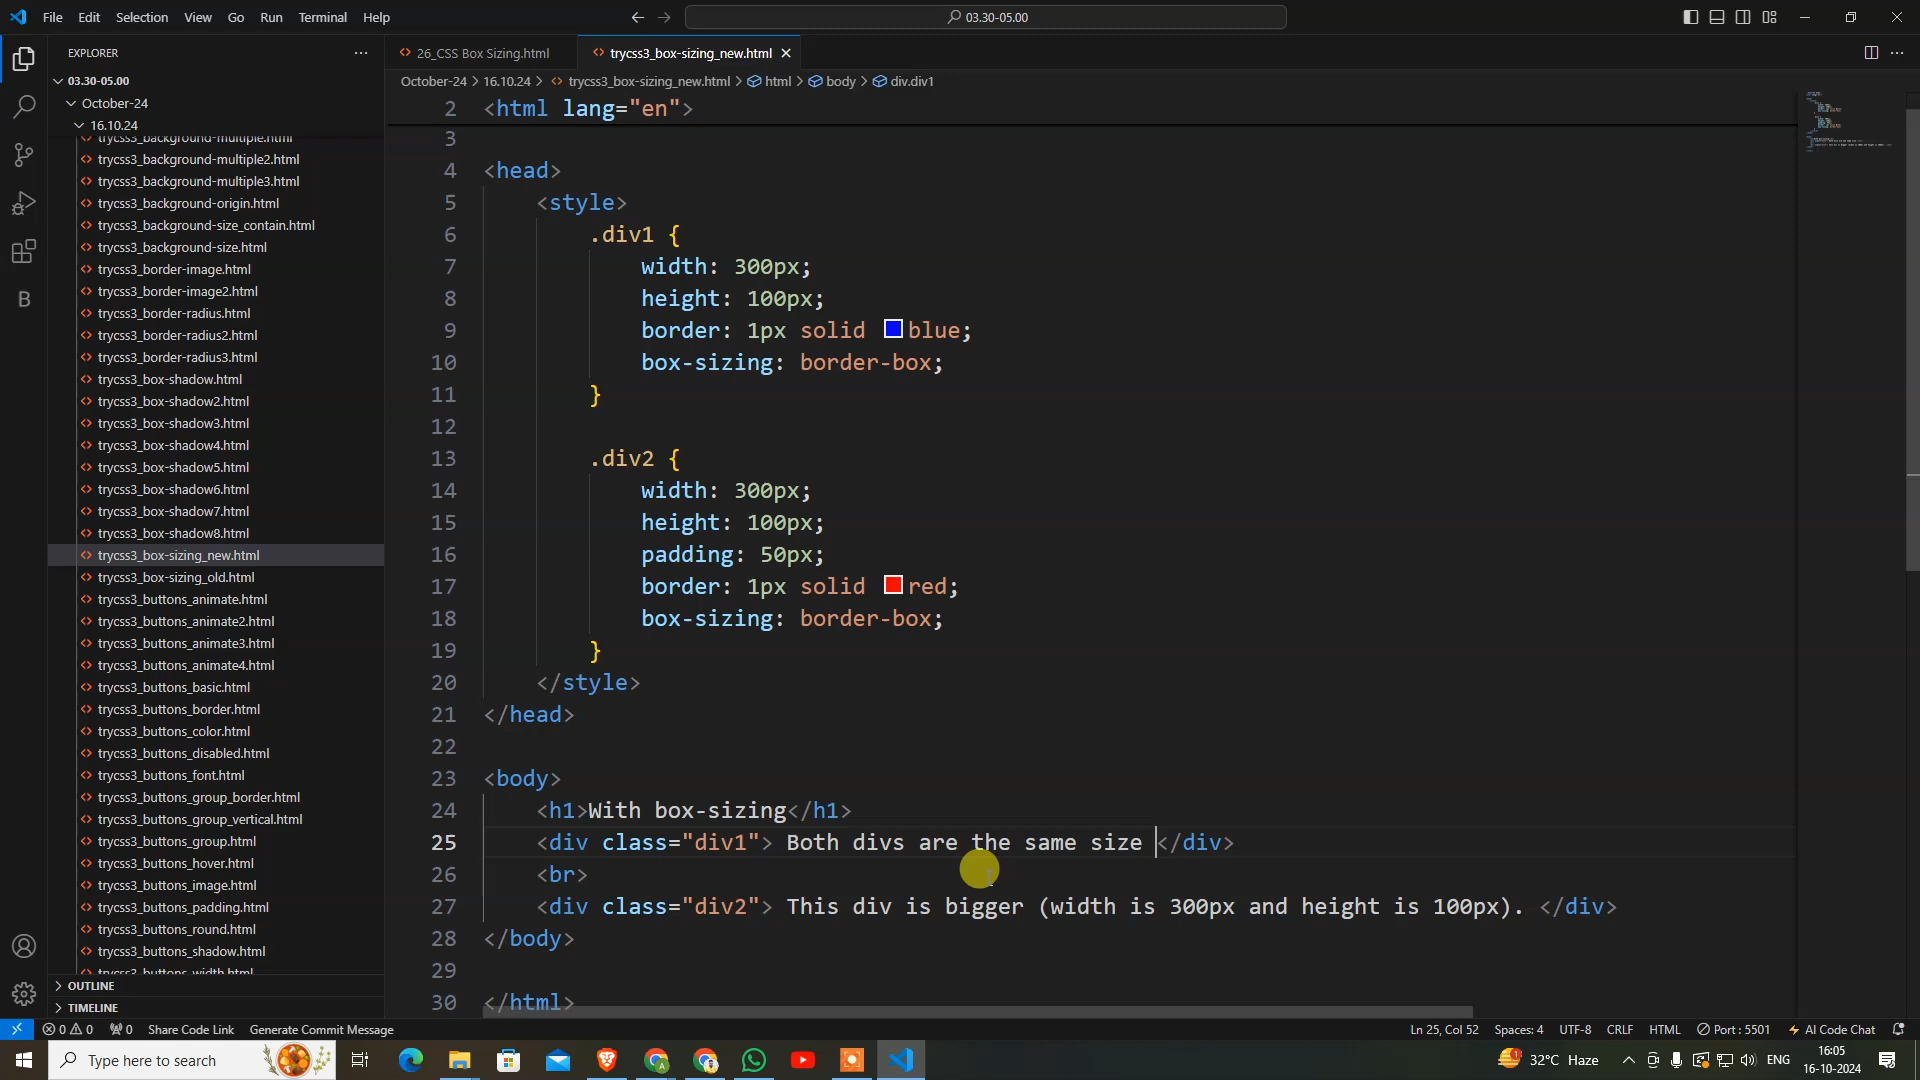 File Edit Selection View Go Run Terminal Help
03.30-05.00
EXPLORER
26_CSS Box Sizing.html
trycss3_box-sizing_new.html
03.30-05.00
October-24
16.10.24
trycss3_background-multiple.html
trycss3_background-multiple2.html
trycss3_background-multiple3.html
trycss3_background-origin.html
trycss3_background-size_contain.html
trycss3_background-size.html
trycss3_border-image.html
trycss3_border-image2.html
trycss3_border-radius.html
trycss3_border-radius2.html
trycss3_border-radius3.html
trycss3_box-shadow.html
trycss3_box-shadow2.html
trycss3_box-shadow3.html
trycss3_box-shadow4.html
trycss3_box-shadow5.html
trycss3_box-shadow6.html
trycss3_box-shadow7.html
trycss3_box-shadow8.html
trycss3_box-sizing_new.html
trycss3_box-sizing_old.html
trycss3_buttons_animate.html
trycss3_buttons_animate2.html
trycss3_buttons_animate3.html
trycss3_buttons_animate4.html
trycss3_buttons_basic.html
trycss3_buttons_border.html
trycss3_buttons_color.html
trycss3_buttons_disabled.html
trycss3_buttons_font.html
trycss3_buttons_group_border.html
trycss3_buttons_group_vertical.html
trycss3_buttons_group.html
trycss3_buttons_hover.html
trycss3_buttons_image.html
trycss3_buttons_padding.html
trycss3_buttons_round.html
trycss3_buttons_shadow.html
trycss3_buttons_width.html
OUTLINE
TIMELINE
October-24 > 16.10.24 > trycss3_box-sizing_new.html > html > body > div.div1
2 <html lang="en">
3
4 <head>
5 <style>
6 .div1 {
7 width: 300px;
8 height: 100px;
9 border: 1px solid blue;
10 box-sizing: border-box;
11 }
12
13 .div2 {
14 width: 300px;
15 height: 100px;
16 padding: 50px;
17 border: 1px solid red;
18 box-sizing: border-box;
19 }
20 </style>
21 </head>
22
23 <body>
24 <h1>With box-sizing</h1>
25 <div class="div1"> Both divs are the same size </div>
26 <br>
27 <div class="div2"> This div is bigger (width is 300px and height is 100px). </div>
28 </body>
29
30 </html>
0 0 0 Share Code Link Generate Commit Message
Ln 25, Col 52 Spaces: 4 UTF-8 CRLF HTML Port : 5501 AI Code Chat
Type here to search
1 32°C Haze ENG
16:05
16-10-2024